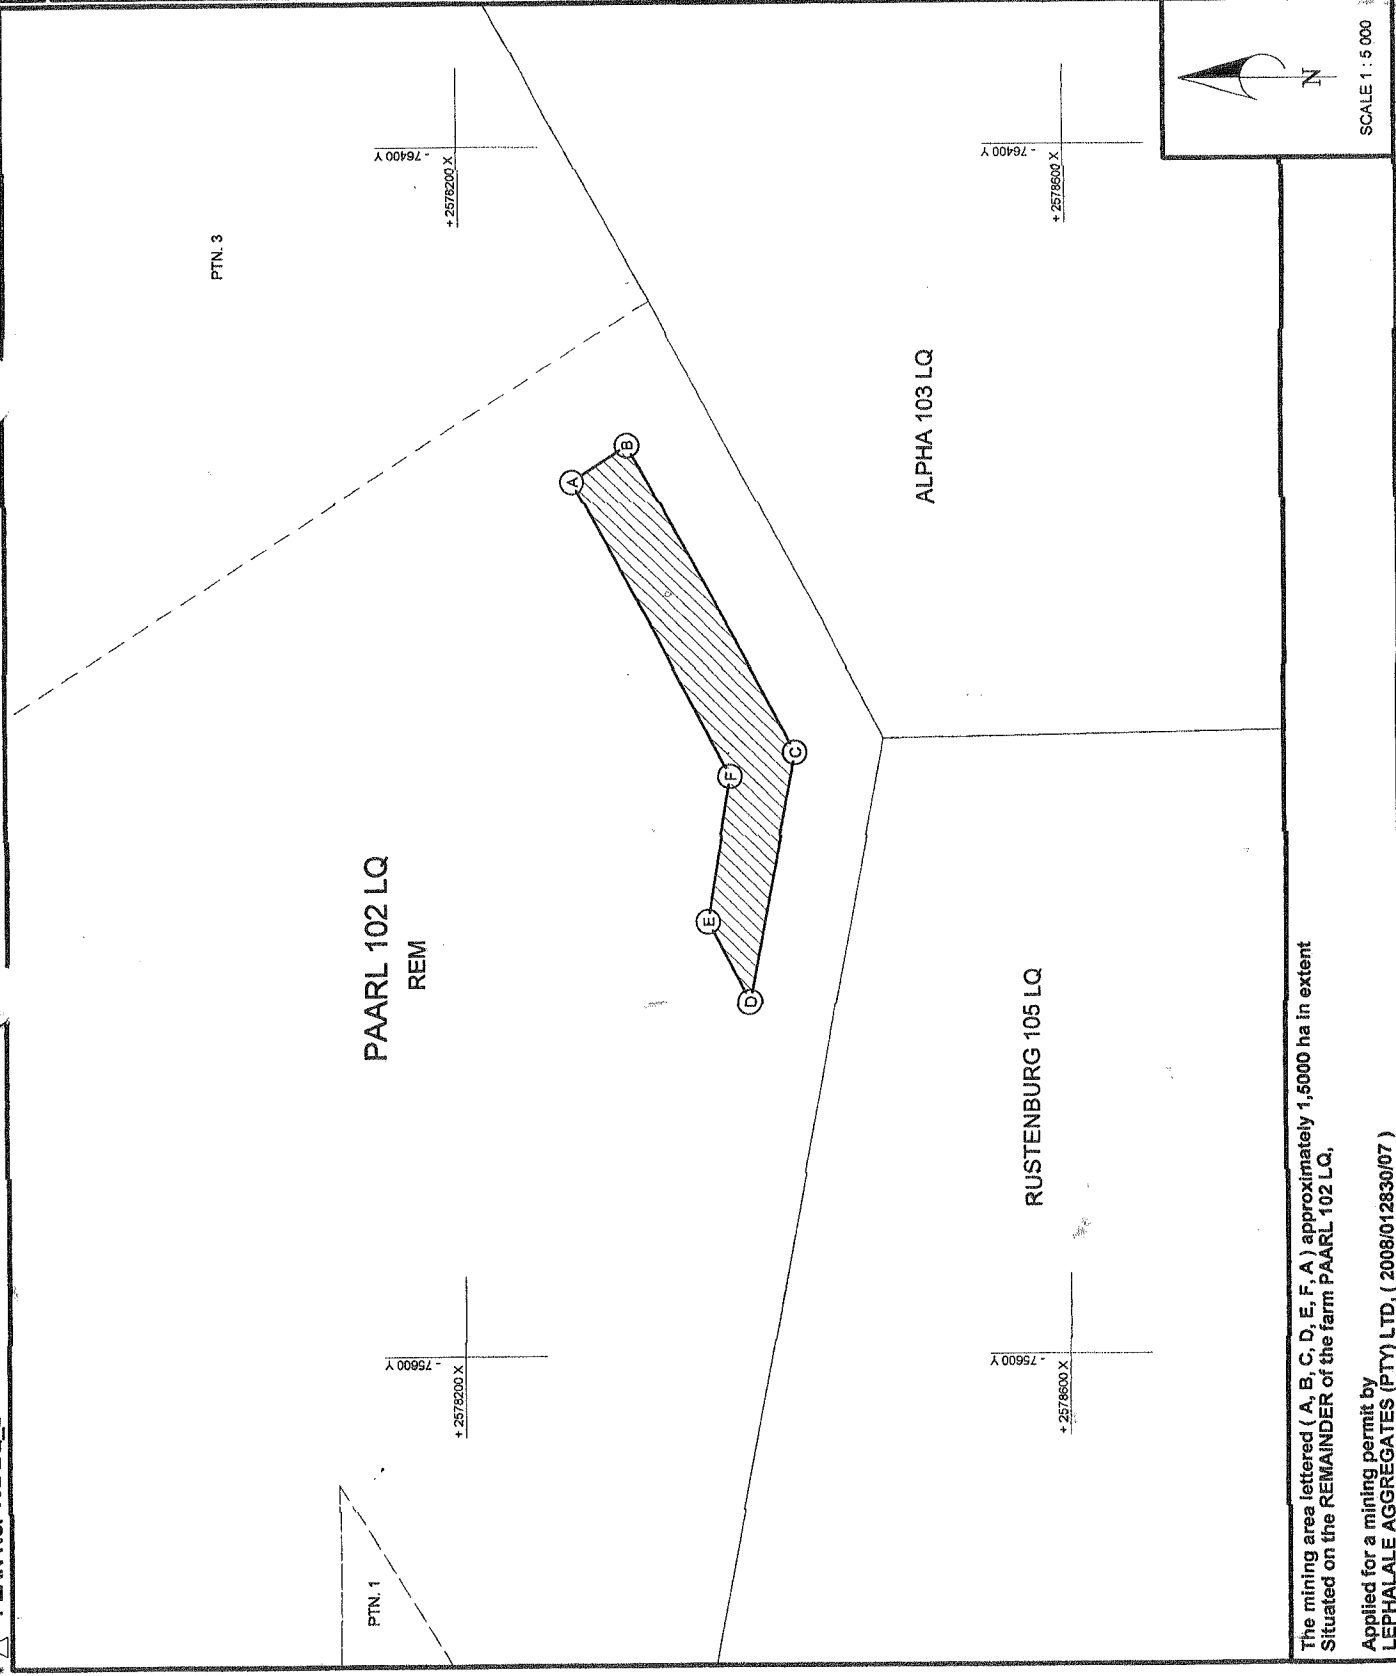 PTN. 3
- 76400 Y
+ 2578200 X
- 76400 Y
+ 2578600 X
N
SCALE 1 : 5 000
A
B
C
D
E
F
ALPHA 103 LQ
PAARL 102 LQ
REM
RUSTENBURG 105 LQ
- 75600 Y
+ 2578200 X
- 75600 Y
+ 2578600 X
PTN. 1
The mining area lettered ( A, B, C, D, E, F, A ) approximately 1,5000 ha in extent
Situated on the REMAINDER of the farm PAARL 102 LQ,
Applied for a mining permit by
LEPHALALE AGGREGATES (PTY) LTD, ( 2008/012830/07 )